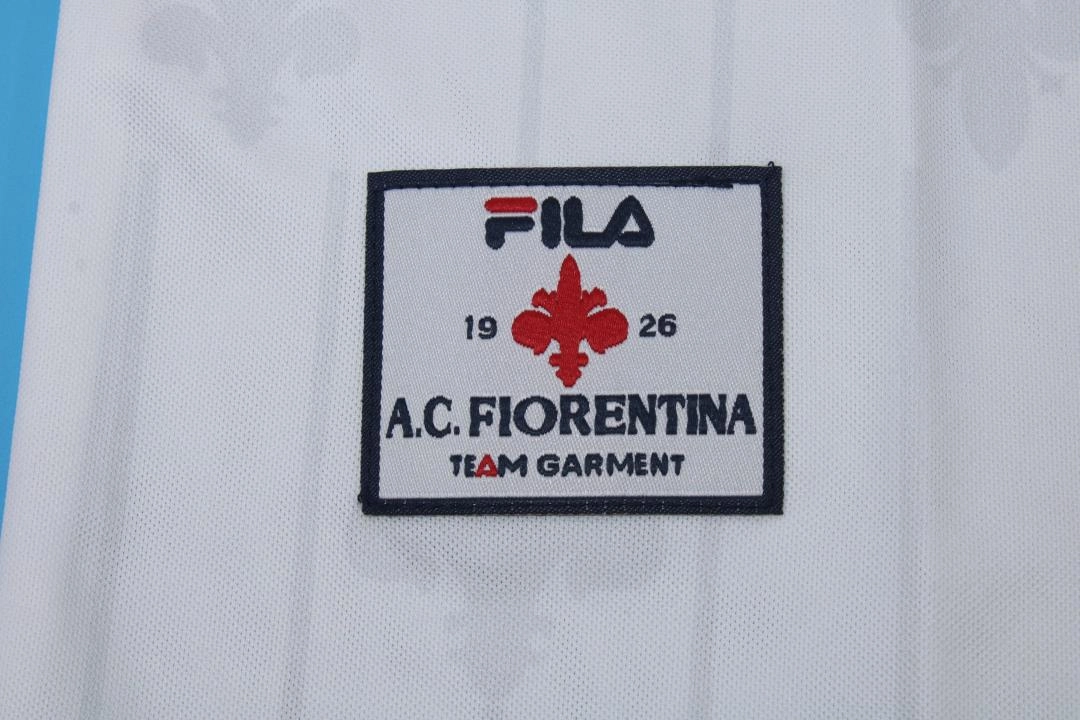 FILA
19 26
A.C. FIORENTINA
TEAM GARMENT